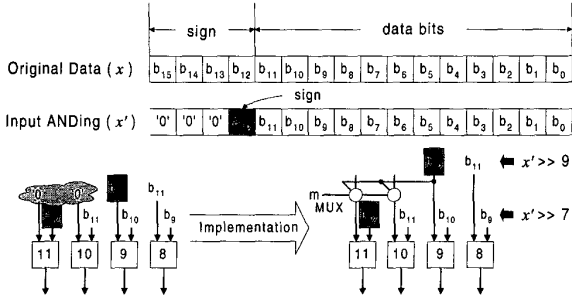 sign data bits
Original Data (x) b15 b14 b13 b12 b11 b10 b9 b8 b7 b6 b5 b4 b3 b2 b1 b0
sign
Input ANDing (x') '0' '0' '0' b11 b10 b9 b8 b7 b6 b5 b4 b3 b2 b1 b0
'0' '0' b11 b11 x' >> 9
m
MUX
b11 b10 b9 b11 b10 b9 x' >> 7
Implementation
11 10 9 8 11 10 9 8